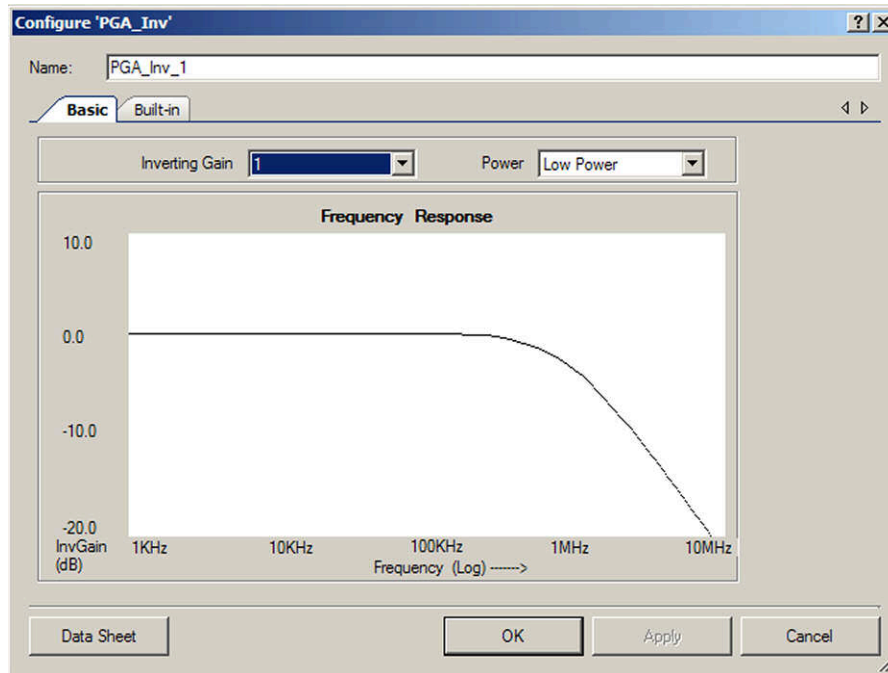 Configure 'PGA_Inv'
Name: PGA_Inv_1
Basic Built-in
Inverting Gain 1 Power Low Power
Frequency Response
10.0
0.0
-10.0
-20.0
InvGain 1KHz 10KHz 100KHz 1MHz 10MHz
(dB) Frequency (Log) ------->
Data Sheet OK Apply Cancel